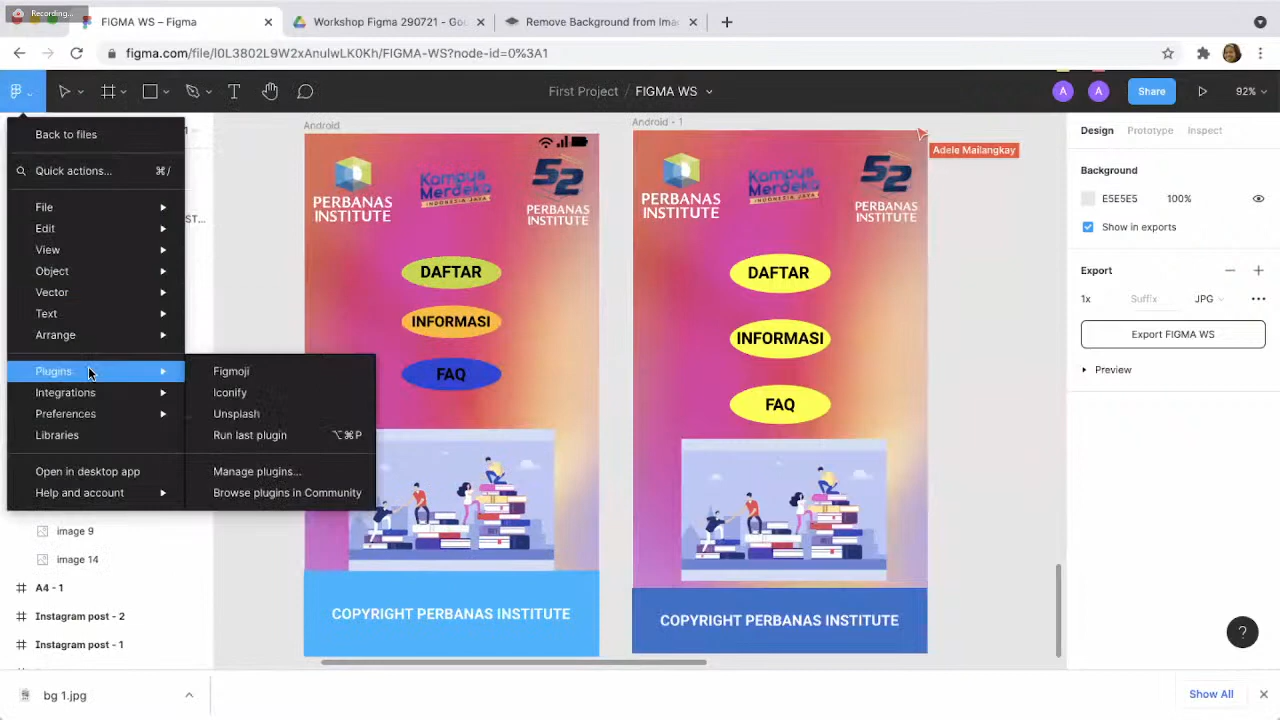 Recording...
FIGMA WS – Figma
Workshop Figma 290721 - Goo
Remove Background from Imag
figma.com/file/l0L3802L9W2xAnuIwLK0Kh/FIGMA-WS?node-id=0%3A1
First Project / FIGMA WS
A
A
Share
92%
Back to files
Quick actions...
⌘/
File
Edit
View
Object
Vector
Text
Arrange
Plugins
Integrations
Preferences
Libraries
Open in desktop app
Help and account
Figmoji
Iconify
Unsplash
Run last plugin
⌥⌘P
Manage plugins...
Browse plugins in Community
1
ST...
image 9
image 14
A4 - 1
Instagram post - 2
Instagram post - 1
Android
PERBANAS
INSTITUTE
Kampus
Merdeka
INDONESIA JAYA
52
PERBANAS
INSTITUTE
DAFTAR
INFORMASI
FAQ
COPYRIGHT PERBANAS INSTITUTE
Android - 1
Adele Mailangkay
PERBANAS
INSTITUTE
Kampus
Merdeka
INDONESIA JAYA
52
PERBANAS
INSTITUTE
DAFTAR
INFORMASI
FAQ
COPYRIGHT PERBANAS INSTITUTE
Design
Prototype
Inspect
Background
E5E5E5
100%
Show in exports
Export
1x
Suffix
JPG
Export FIGMA WS
Preview
?
bg 1.jpg
Show All